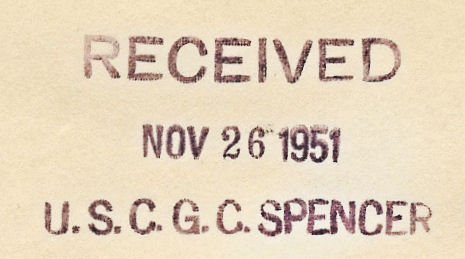 RECEIVED
NOV 26 1951
U.S.C.G.C. SPENCER